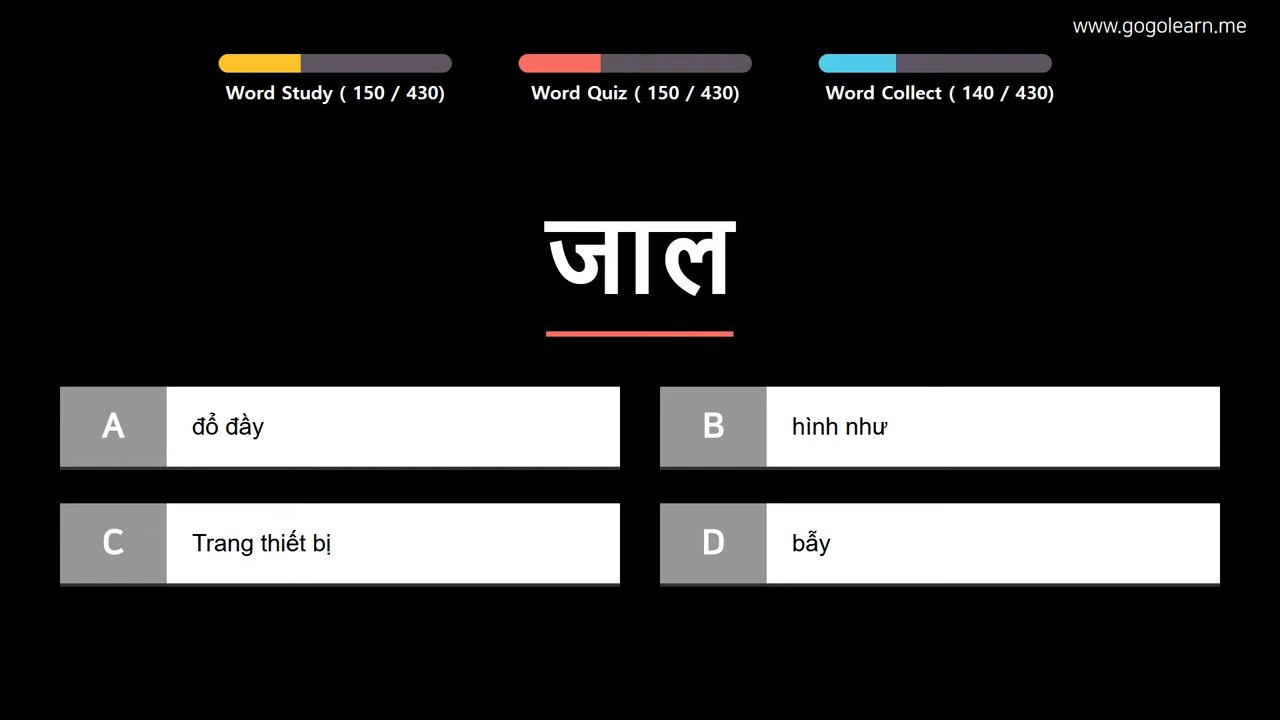 www.gogolearn.me
Word Study ( 150 / 430)
Word Quiz ( 150 / 430)
Word Collect ( 140 / 430)
जाल
A
đổ đầy
B
hình như
C
Trang thiết bị
D
bẫy